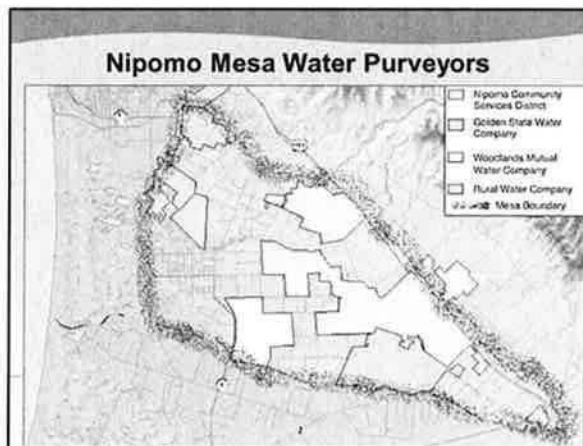 Nipomo Mesa Water Purveyors
Nipomo Community
Services District
Golden State Water
Company
Woodlands Mutual
Water Company
Rural Water Company
Mesa Boundary